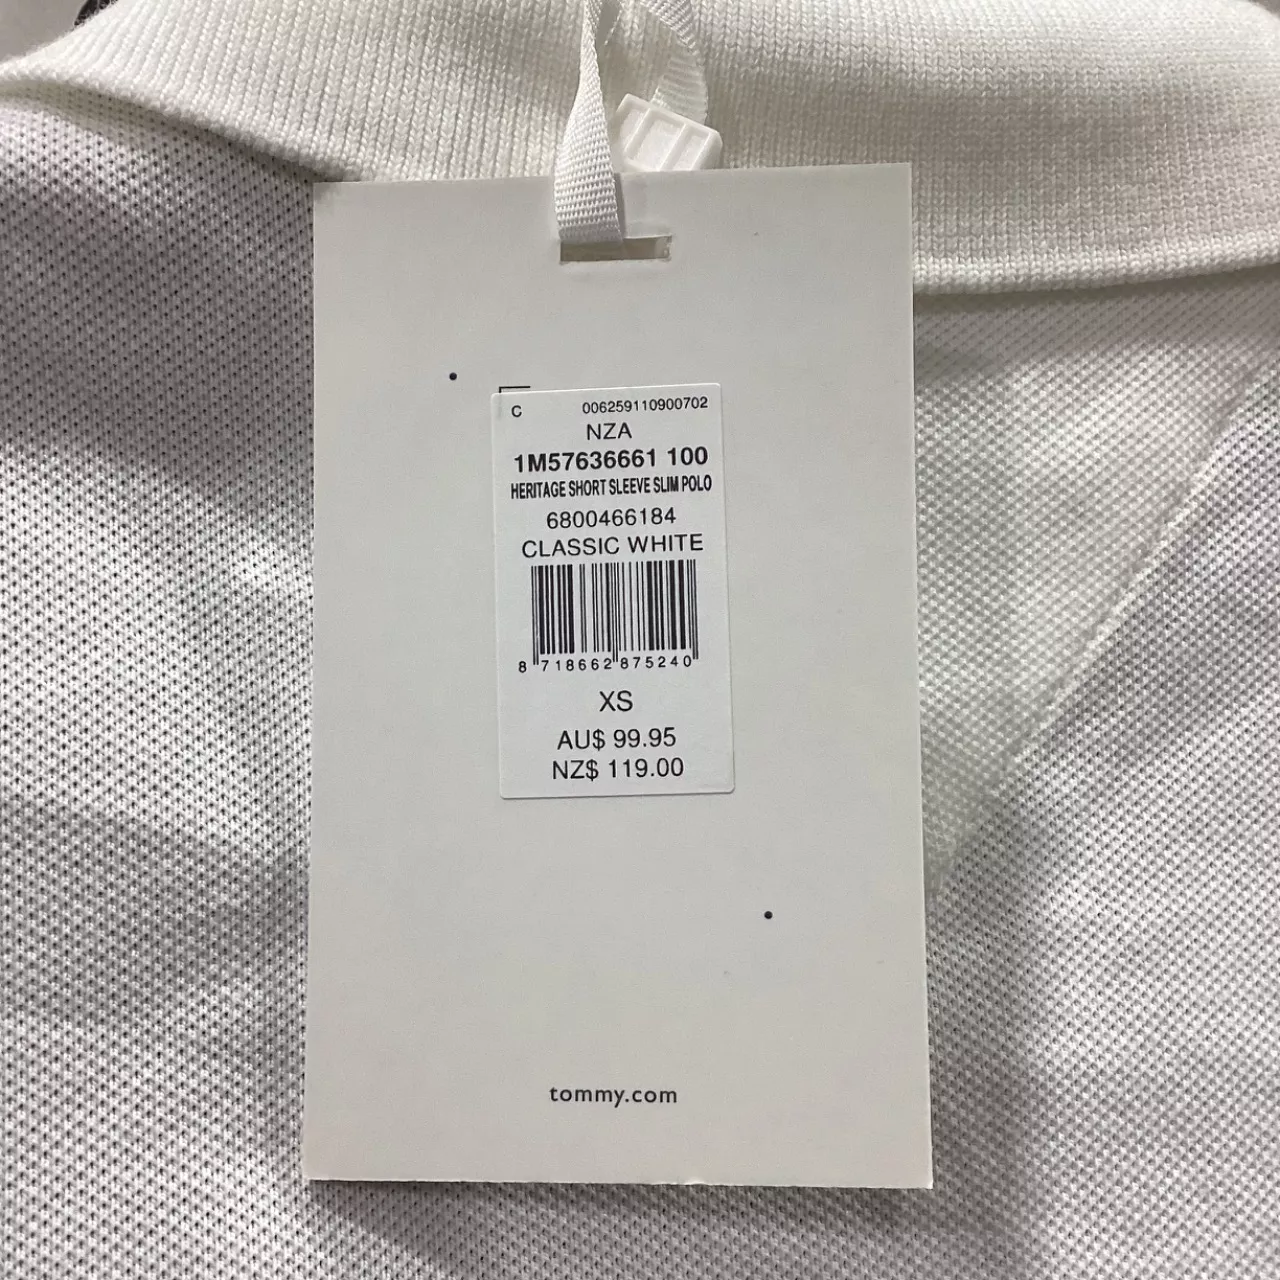 C 006259110900702
NZA
1M57636661 100
HERITAGE SHORT SLEEVE SLIM POLO
6800466184
CLASSIC WHITE
8 718662 875240
XS
AU$ 99.95
NZ$ 119.00
tommy.com